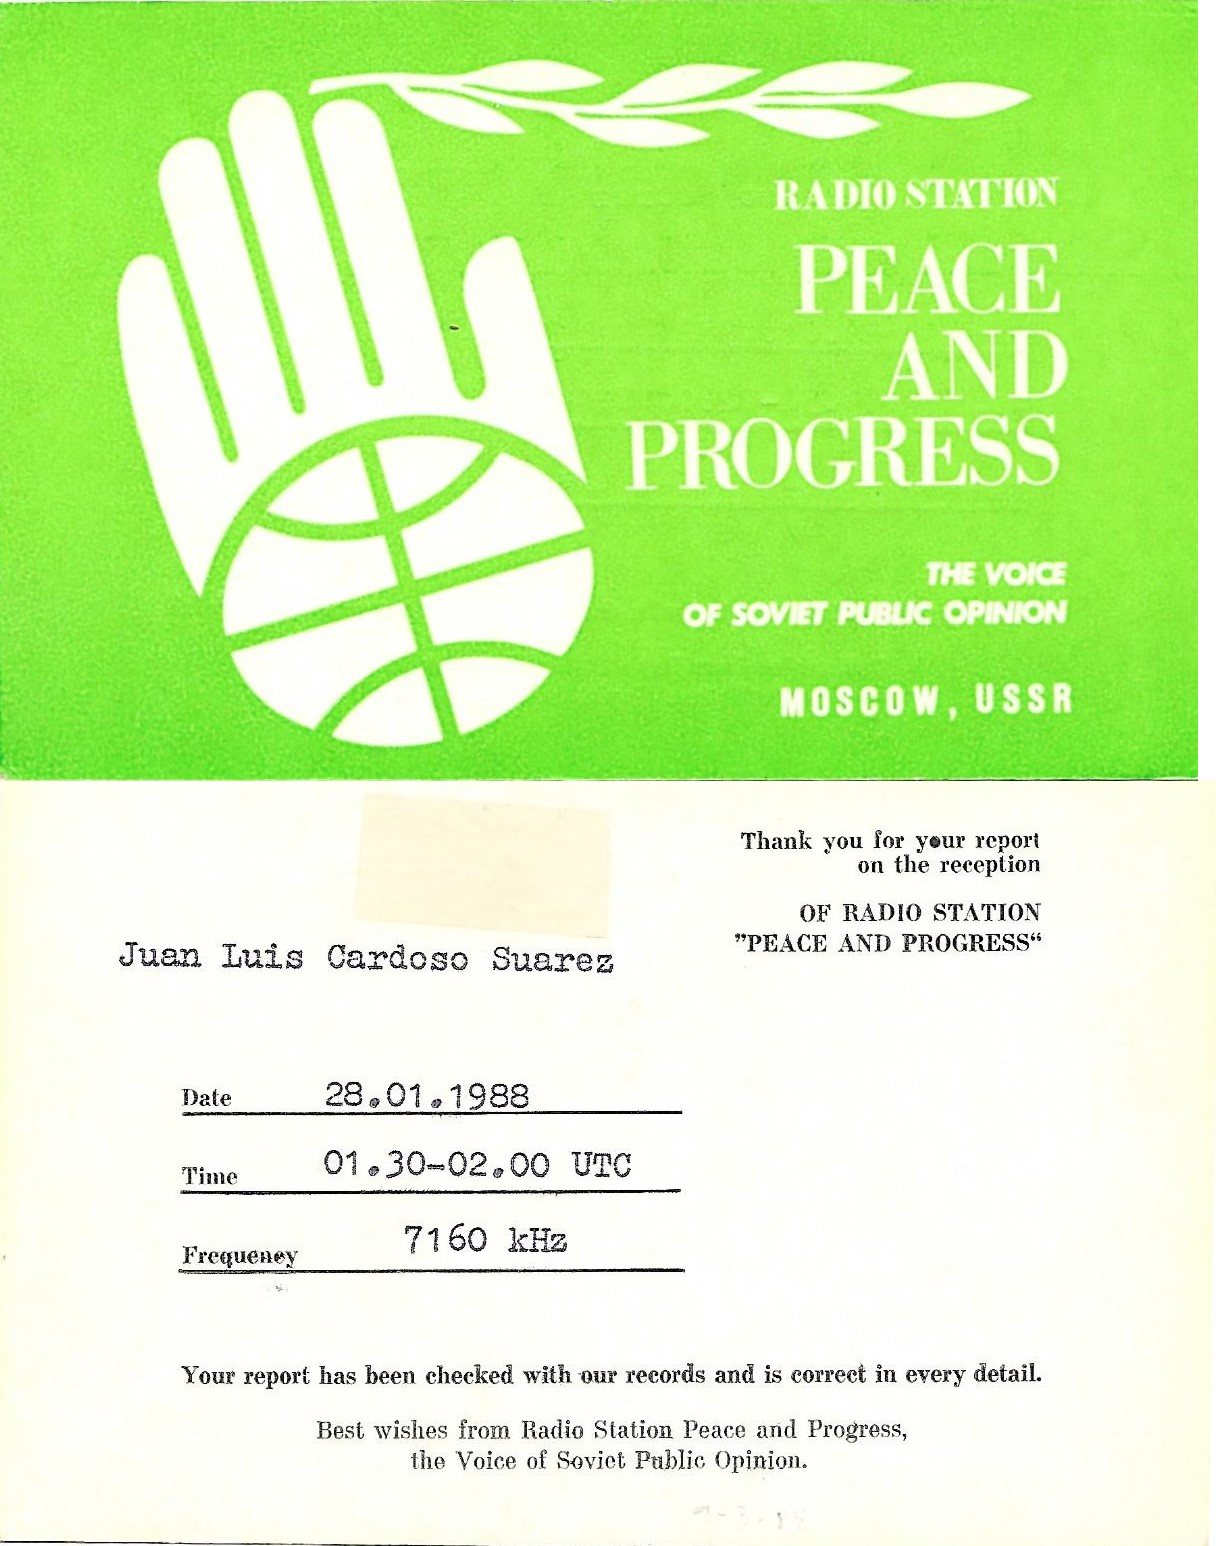 RADIO STATION
PEACE
AND
PROGRESS
THE VOICE
OF SOVIET PUBLIC OPINION
MOSCOW, USSR
Thank you for your report
on the reception
OF RADIO STATION
”PEACE AND PROGRESS“
Juan Luis Cardoso Suarez
Date 28.01.1988
Time 01.30-02.00 UTC
Frequency 7160 kHz
Your report has been checked with our records and is correct in every detail.
Best wishes from Radio Station Peace and Progress,
the Voice of Soviet Public Opinion.